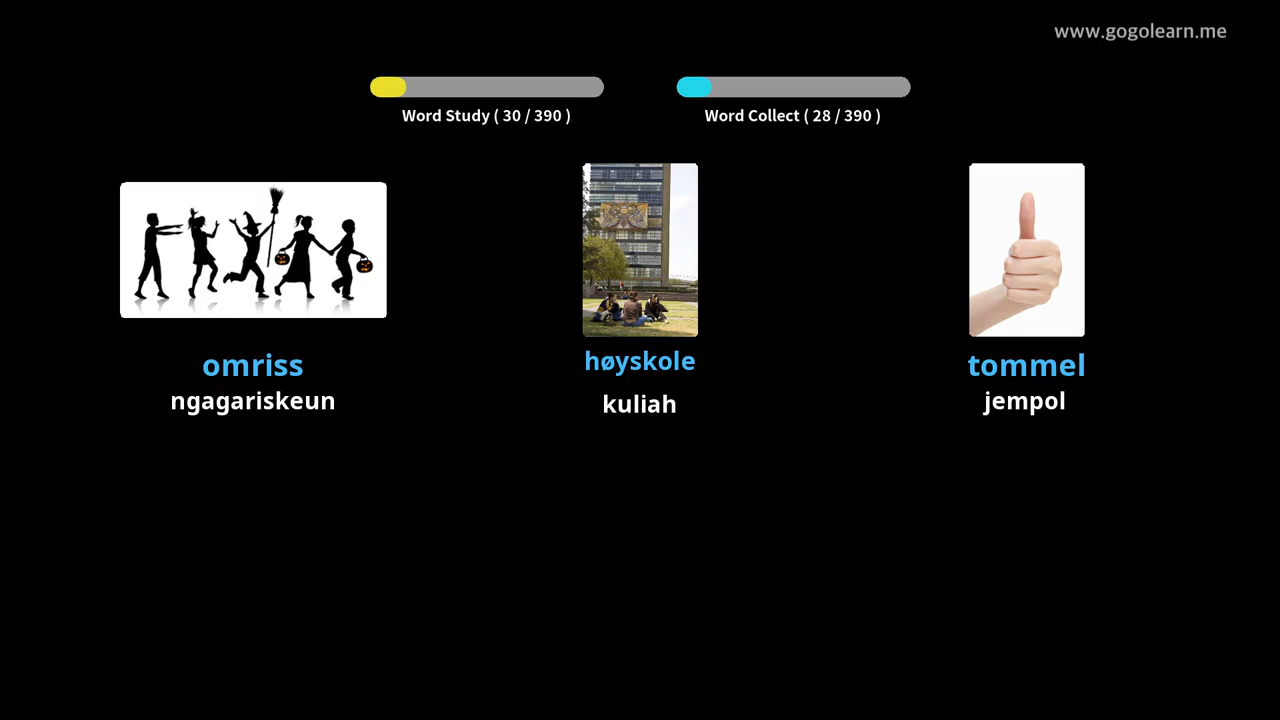 www.gogolearn.me
Word Study ( 30 / 390 )
Word Collect ( 28 / 390 )
omriss
ngagariskeun
høyskole
kuliah
tommel
jempol